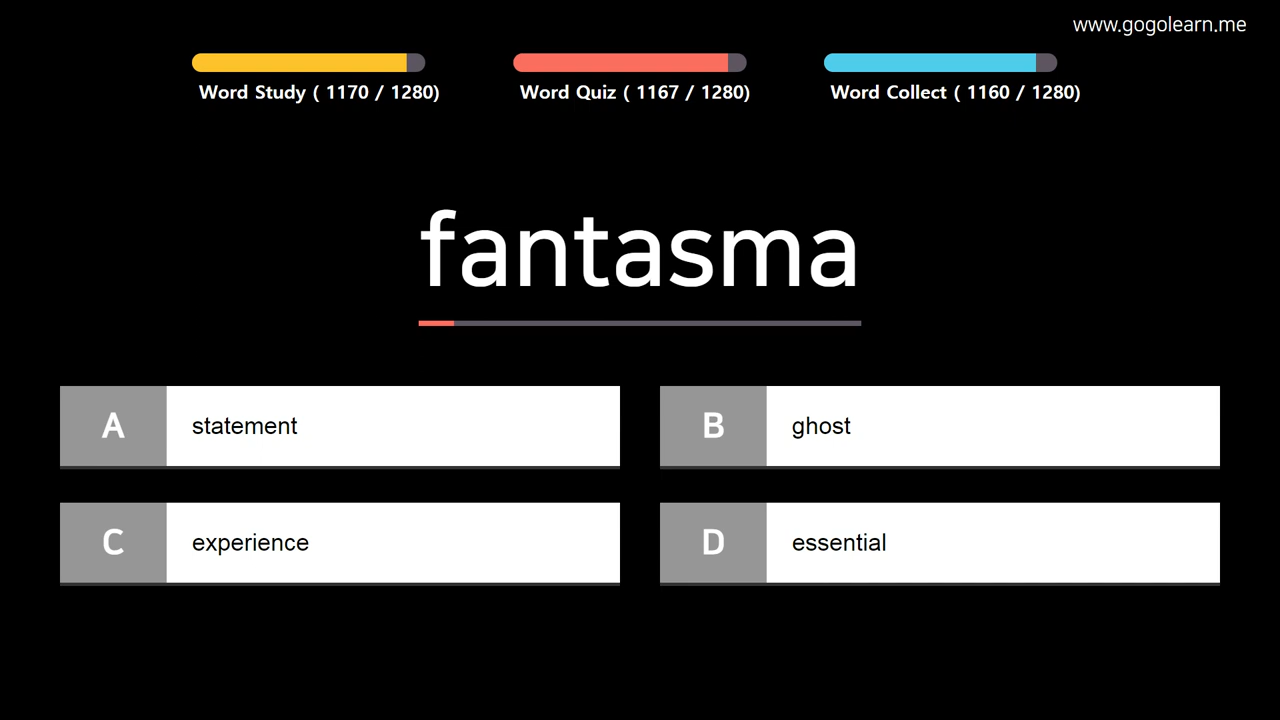 www.gogolearn.me
Word Study ( 1170 / 1280)
Word Quiz ( 1167 / 1280)
Word Collect ( 1160 / 1280)
fantasma
A statement
B ghost
C experience
D essential